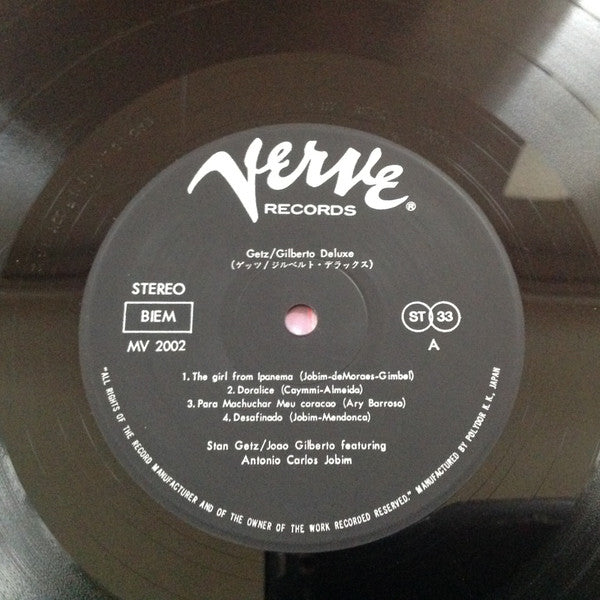 Verve
RECORDS ®
Getz/Gilberto Deluxe
(ゲッツ/ジルベルト・デラックス)
STEREO
BIEM
MV 2002
ST 33
A
1. The girl from Ipanema (Jobim-deMoraes-Gimbel)
2. Doralice (Caymmi-Almeida)
3. Para Machuchar Meu coracao (Ary Barroso)
4. Desafinado (Jobim-Mendonca)
Stan Getz/Joao Gilberto featuring
Antonio Carlos Jobim
"ALL RIGHTS OF THE RECORD MANUFACTURER AND OF THE OWNER OF THE WORK RECORDED RESERVED." MANUFACTURED BY POLYDOR K. K. JAPAN